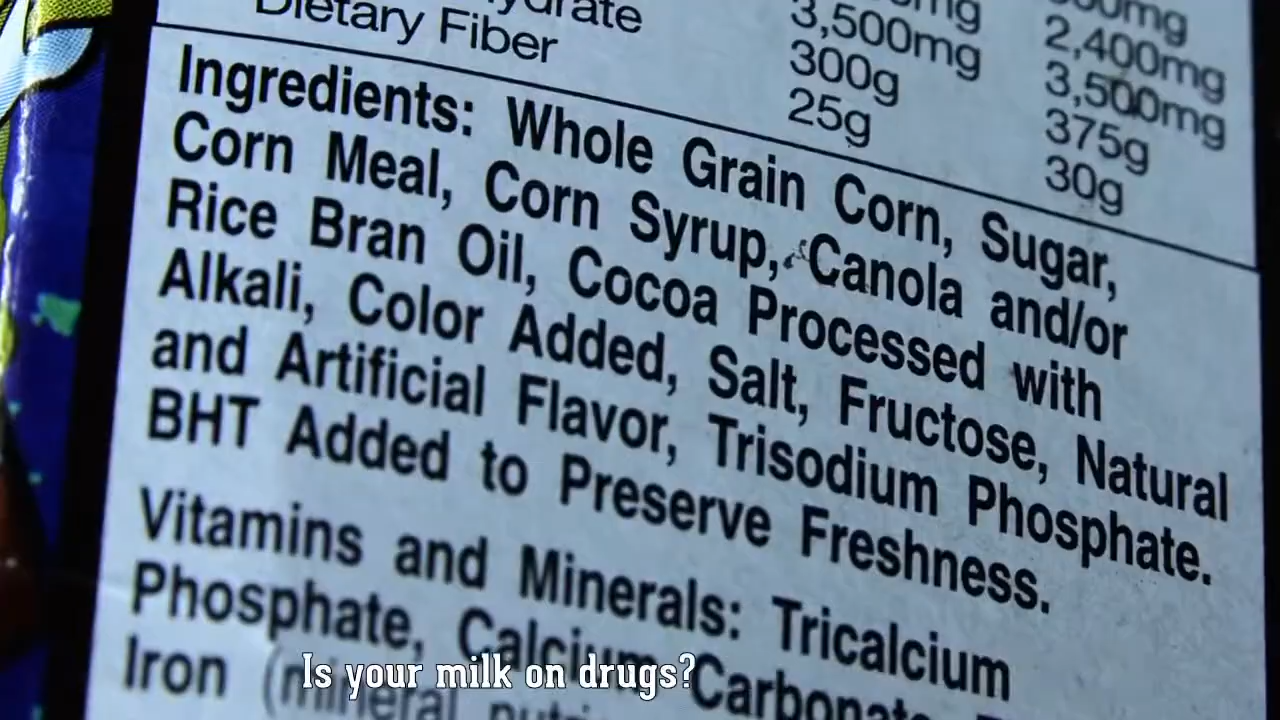 Dietary Fiber
3,500mg 2,400mg
300g 3,500mg
25g 375g
30g
Ingredients: Whole Grain Corn, Sugar,
Corn Meal, Corn Syrup, Canola and/or
Rice Bran Oil, Cocoa Processed with
Alkali, Color Added, Salt, Fructose, Natural
and Artificial Flavor, Trisodium Phosphate.
BHT Added to Preserve Freshness.
Vitamins and Minerals: Tricalcium
Phosphate, Calcium
Iron (mineral
Is your milk on drugs?